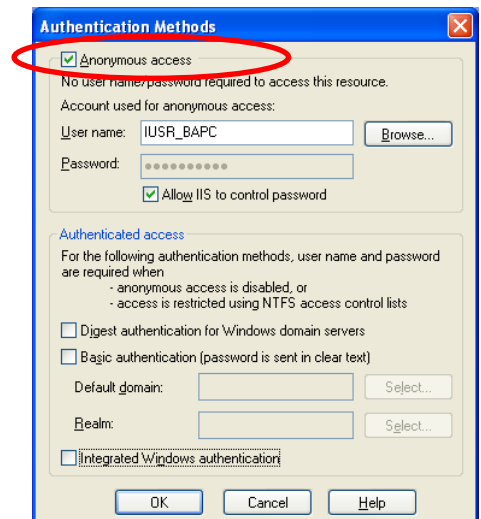 Authentication Methods
Anonymous access
No user name/password required to access this resource.
Account used for anonymous access:
User name: IUSR_BAPC Browse...
Password: ●●●●●●●●●●
Allow IIS to control password
Authenticated access
For the following authentication methods, user name and password
are required when
- anonymous access is disabled, or
- access is restricted using NTFS access control lists
Digest authentication for Windows domain servers
Basic authentication (password is sent in clear text)
Default domain: Select...
Realm: Select...
Integrated Windows authentication
OK Cancel Help